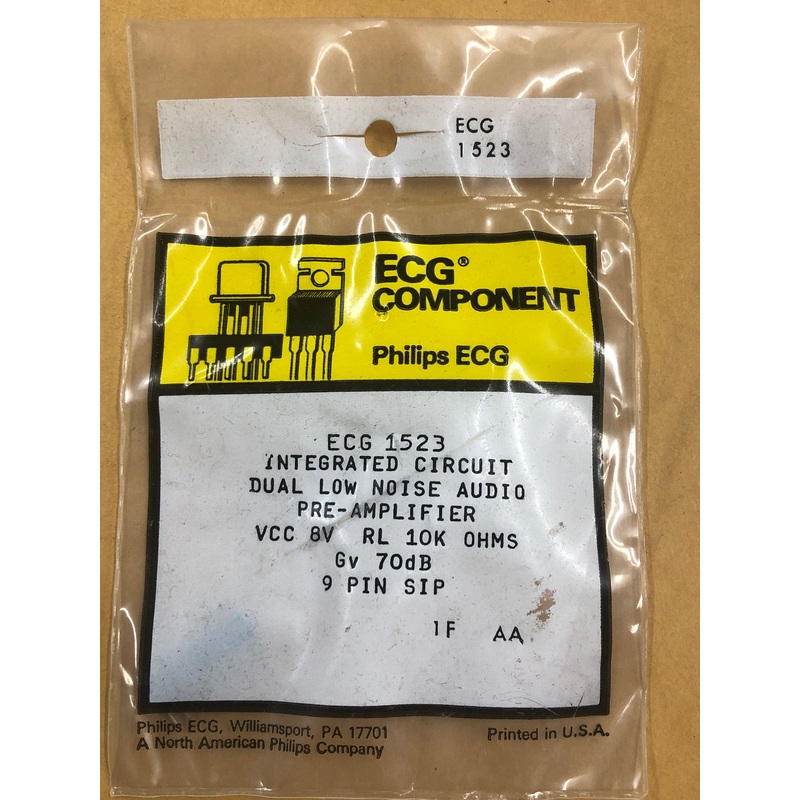 ECG
1523
ECG®
COMPONENT
Philips ECG
ECG 1523
INTEGRATED CIRCUIT
DUAL LOW NOISE AUDIO
PRE-AMPLIFIER
VCC 8V RL 10K OHMS
Gv 70dB
9 PIN SIP
1F AA
Philips ECG, Williamsport, PA 17701
A North American Philips Company
Printed in U.S.A.